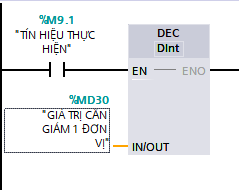 %M9.1
"TÍN HIỆU THỰC
HIỆN"
DEC
DInt
EN
ENO
%MD30
"GIÁ TRỊ CẦN
GIẢM 1 ĐƠN
VỊ"
IN/OUT